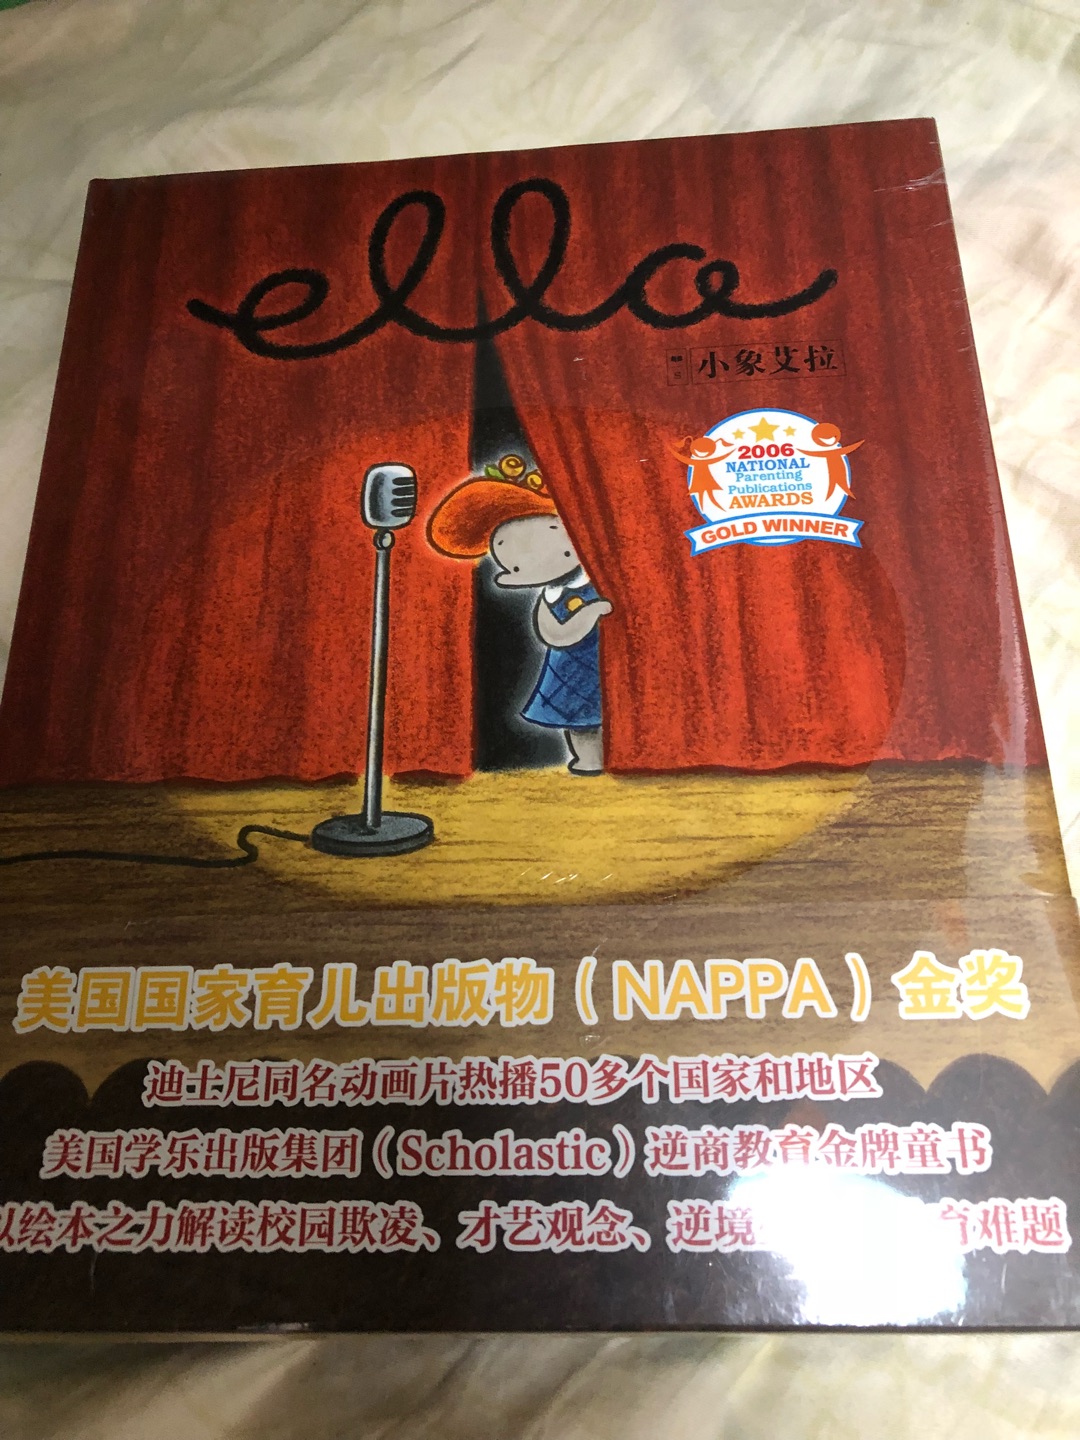 ella
小象艾拉
2006
NATIONAL
Parenting
Publications
AWARDS
GOLD WINNER
美国国家育儿出版物（NAPPA）金奖
迪士尼同名动画片热播50多个国家和地区
美国学乐出版集团（Scholastic）逆商教育金牌童书
以绘本之力解读校园欺凌、才艺观念、逆境 育难题